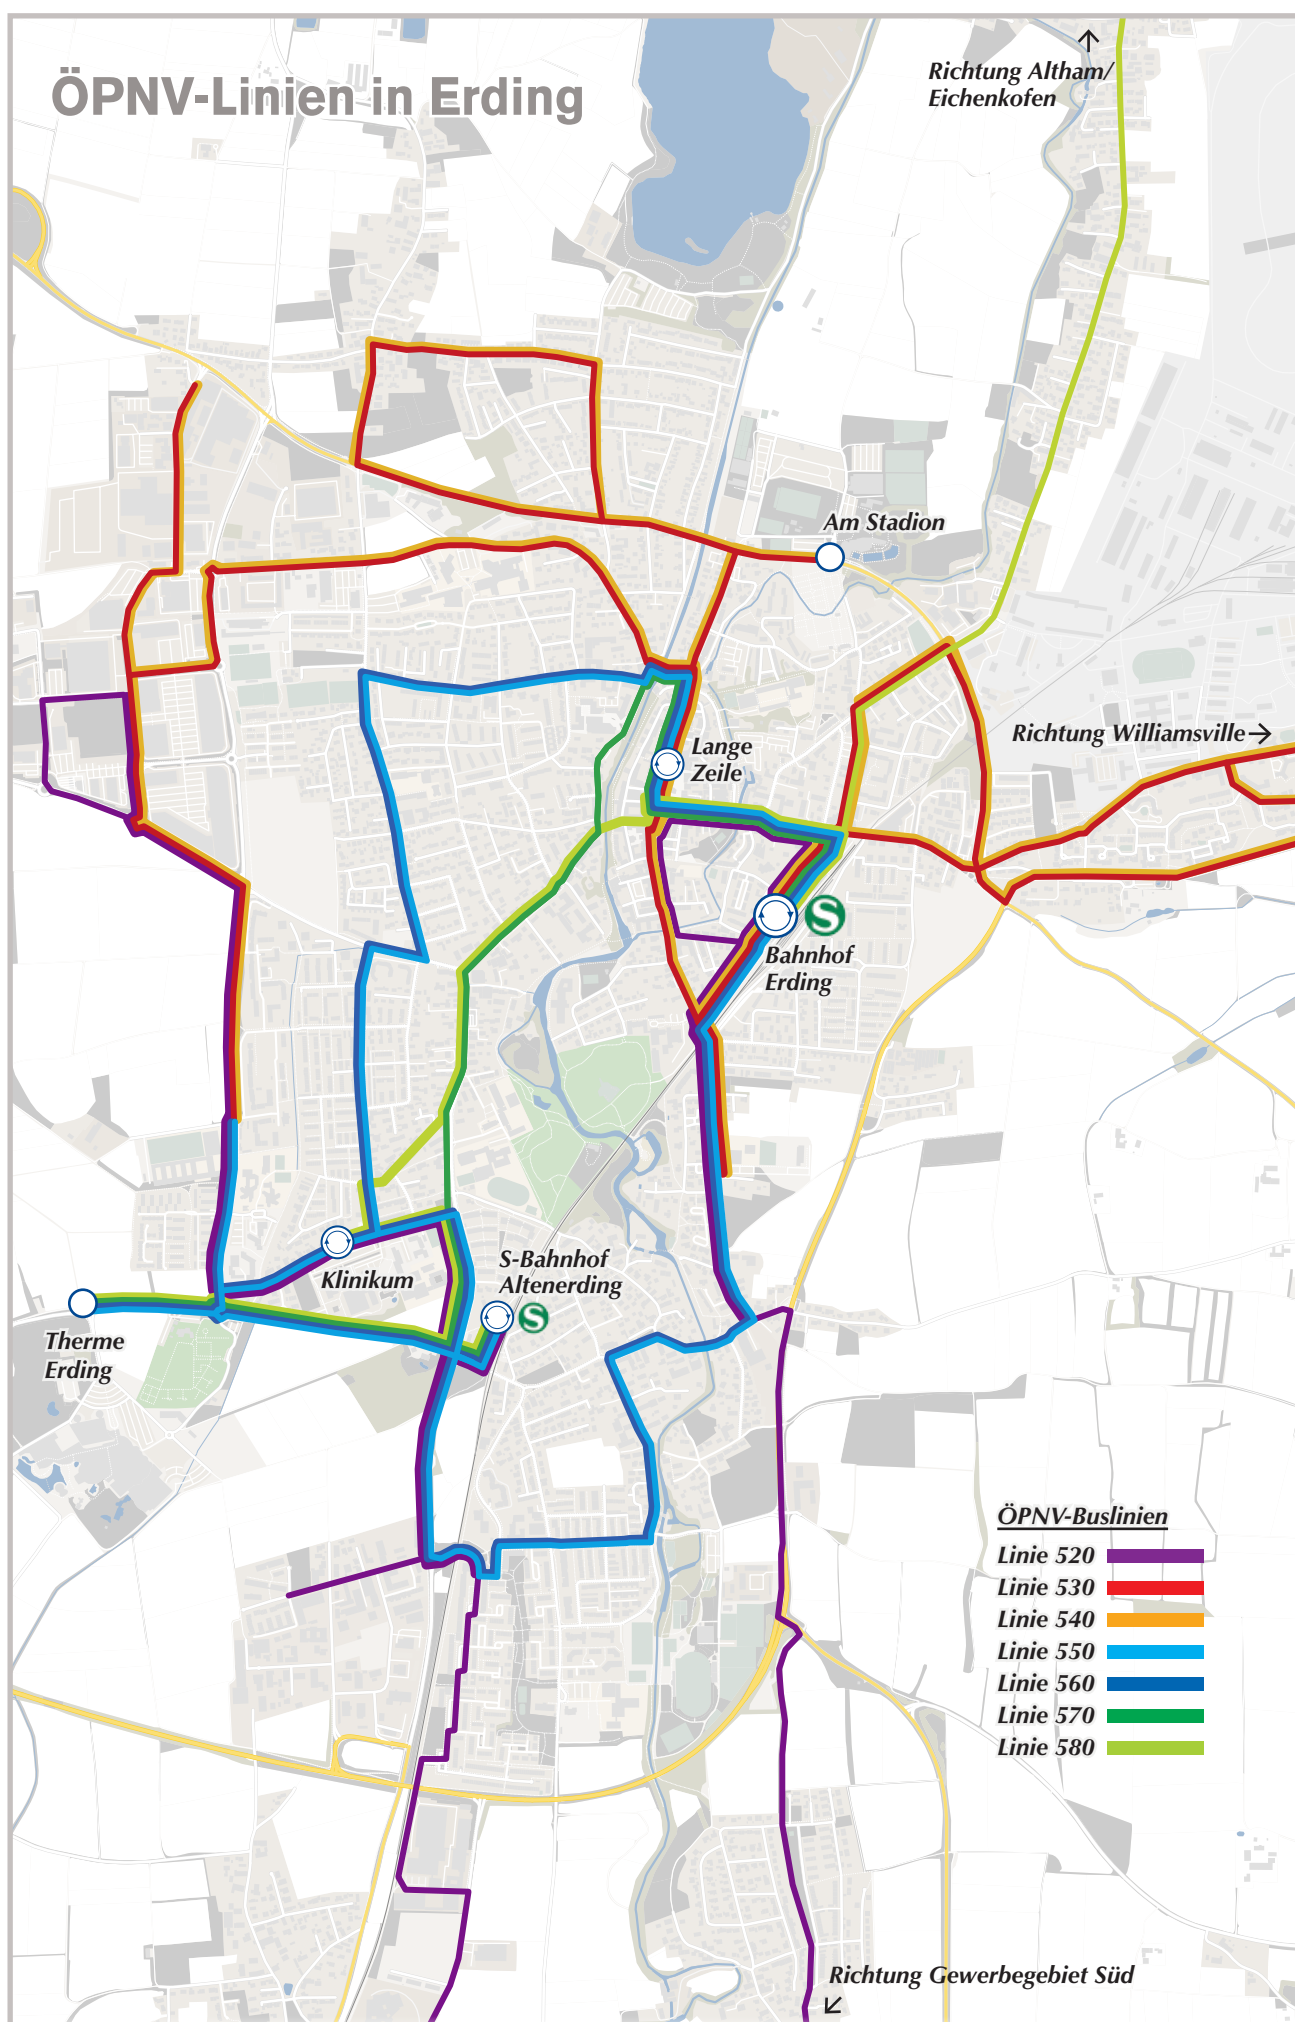 ÖPNV-Linien in Erding
Richtung Altham/
Eichenkofen
Am Stadion
Richtung Williamsville
Lange
Zeile
S
Bahnhof
Erding
Klinikum
S-Bahnhof
Altenerding
S
Therme
Erding
ÖPNV-Buslinien
Linie 520
Linie 530
Linie 540
Linie 550
Linie 560
Linie 570
Linie 580
Richtung Gewerbegebiet Süd